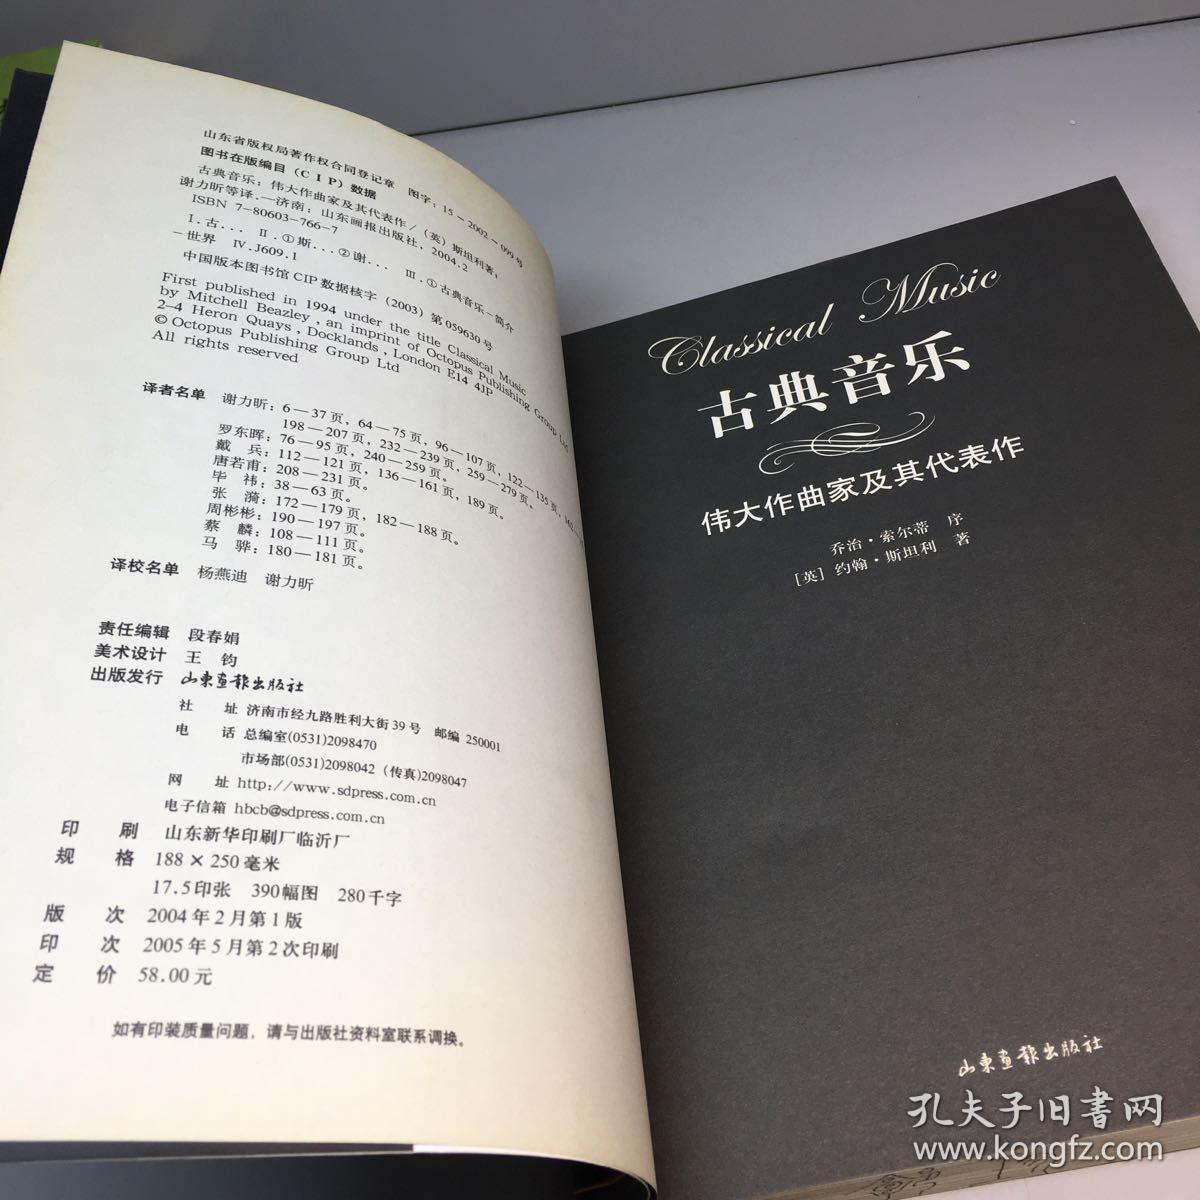 山东省版权局著作权合同登记章 图字：15－2002－099号
图书在版编目（CIP）数据
古典音乐：伟大作曲家及其代表作／（英）斯坦利著；
谢力昕等译.—济南：山东画报出版社，2004.2
ISBN 7-80603-766-7
Ⅰ.古... Ⅱ.①斯...②谢... Ⅲ.①古典音乐－简介
－世界 Ⅳ.J609.1
中国版本图书馆CIP数据核字（2003）第059630号
First published in 1994 under the title Classical Music
by Mitchell Beazley, an imprint of Octopus Publishing Group Ltd
2-4 Heron Quays, Docklands, London E14 4JP
© Octopus Publishing Group Ltd
All rights reserved
译者名单 谢力昕：6—37页，64—75页，96—107页，122—135页，162—
198—207页，232—239页，259—279页。
罗东晖：76—95页，240—259页。
戴兵：112—121页，136—161页，189页。
唐若甫：208—231页。
毕祎：38—63页。
张漪：172—179页，182—188页。
周彬彬：190—197页。
蔡麟：108—111页。
马骅：180—181页。
译校名单 杨燕迪 谢力昕
责任编辑 段春娟
美术设计 王钧
出版发行 山东画报出版社
社址 济南市经九路胜利大街39号 邮编 250001
电话 总编室(0531)2098470
市场部(0531)2098042 (传真)2098047
网址 http://www.sdpress.com.cn
电子信箱 hbcb@sdpress.com.cn
印刷 山东新华印刷厂临沂厂
规格 188×250毫米
17.5印张 390幅图 280千字
版次 2004年2月第1版
印次 2005年5月第2次印刷
定价 58.00元
如有印装质量问题，请与出版社资料室联系调换。
Classical Music
古典音乐
伟大作曲家及其代表作
乔治·索尔蒂 序
[英] 约翰·斯坦利 著
山东画报出版社
孔夫子旧书网
www.kongfz.com